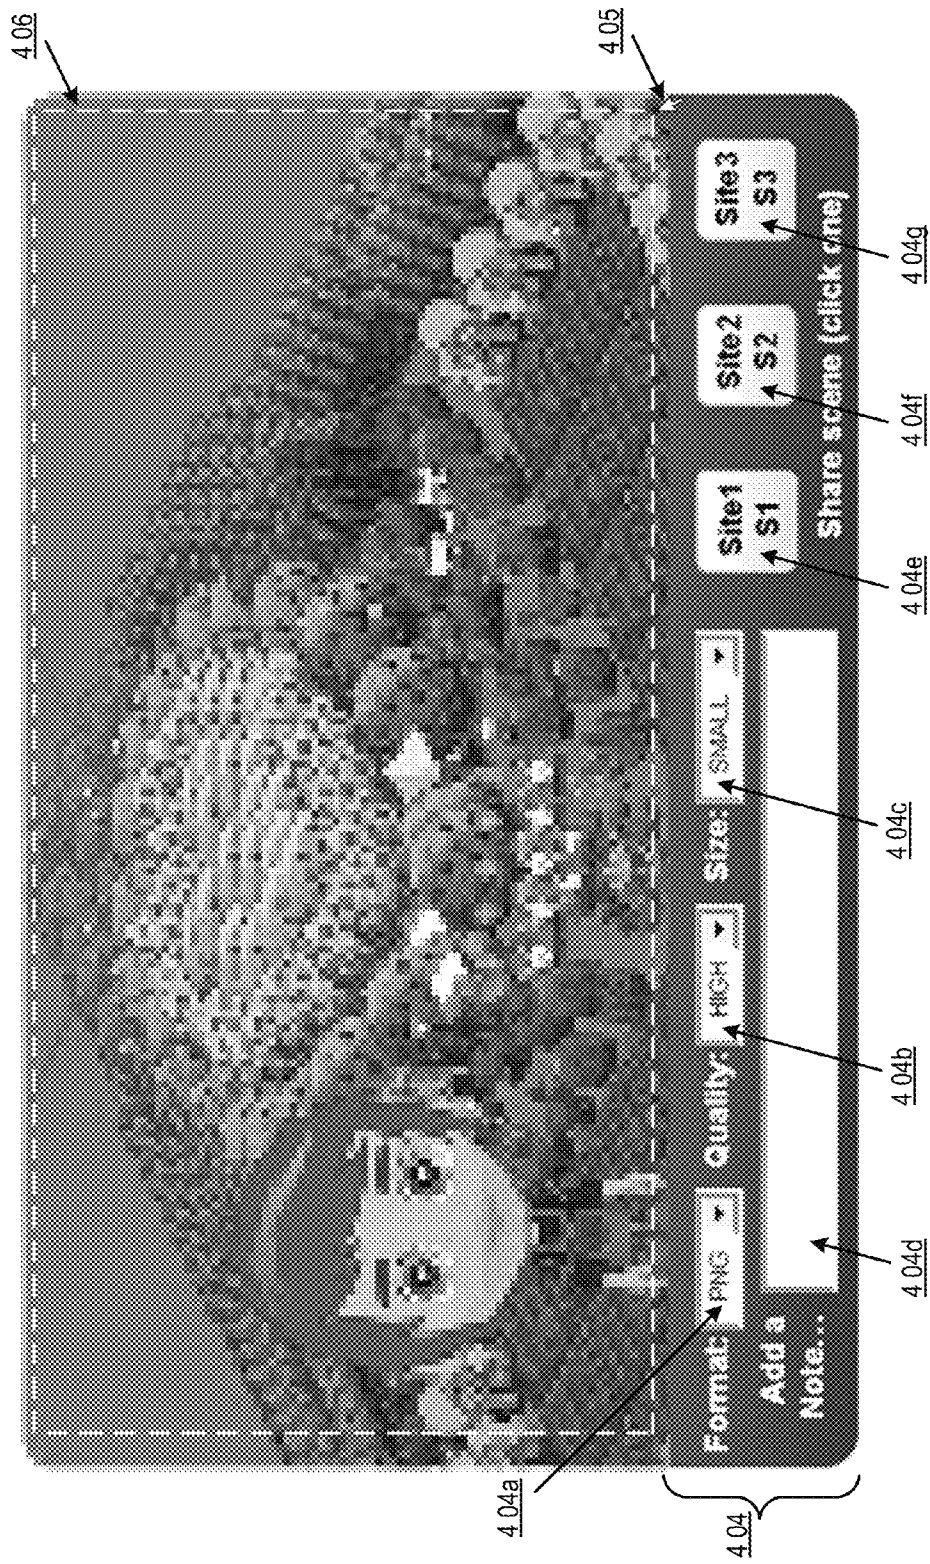 406
405
Format: PNG Quality: HIGH Size: SMALL
Add a
Note...
Site1
S1
Site2
S2
Site3
S3
Share scene (click one)
404
404a
404d
404b
404c
404e
404f
404g